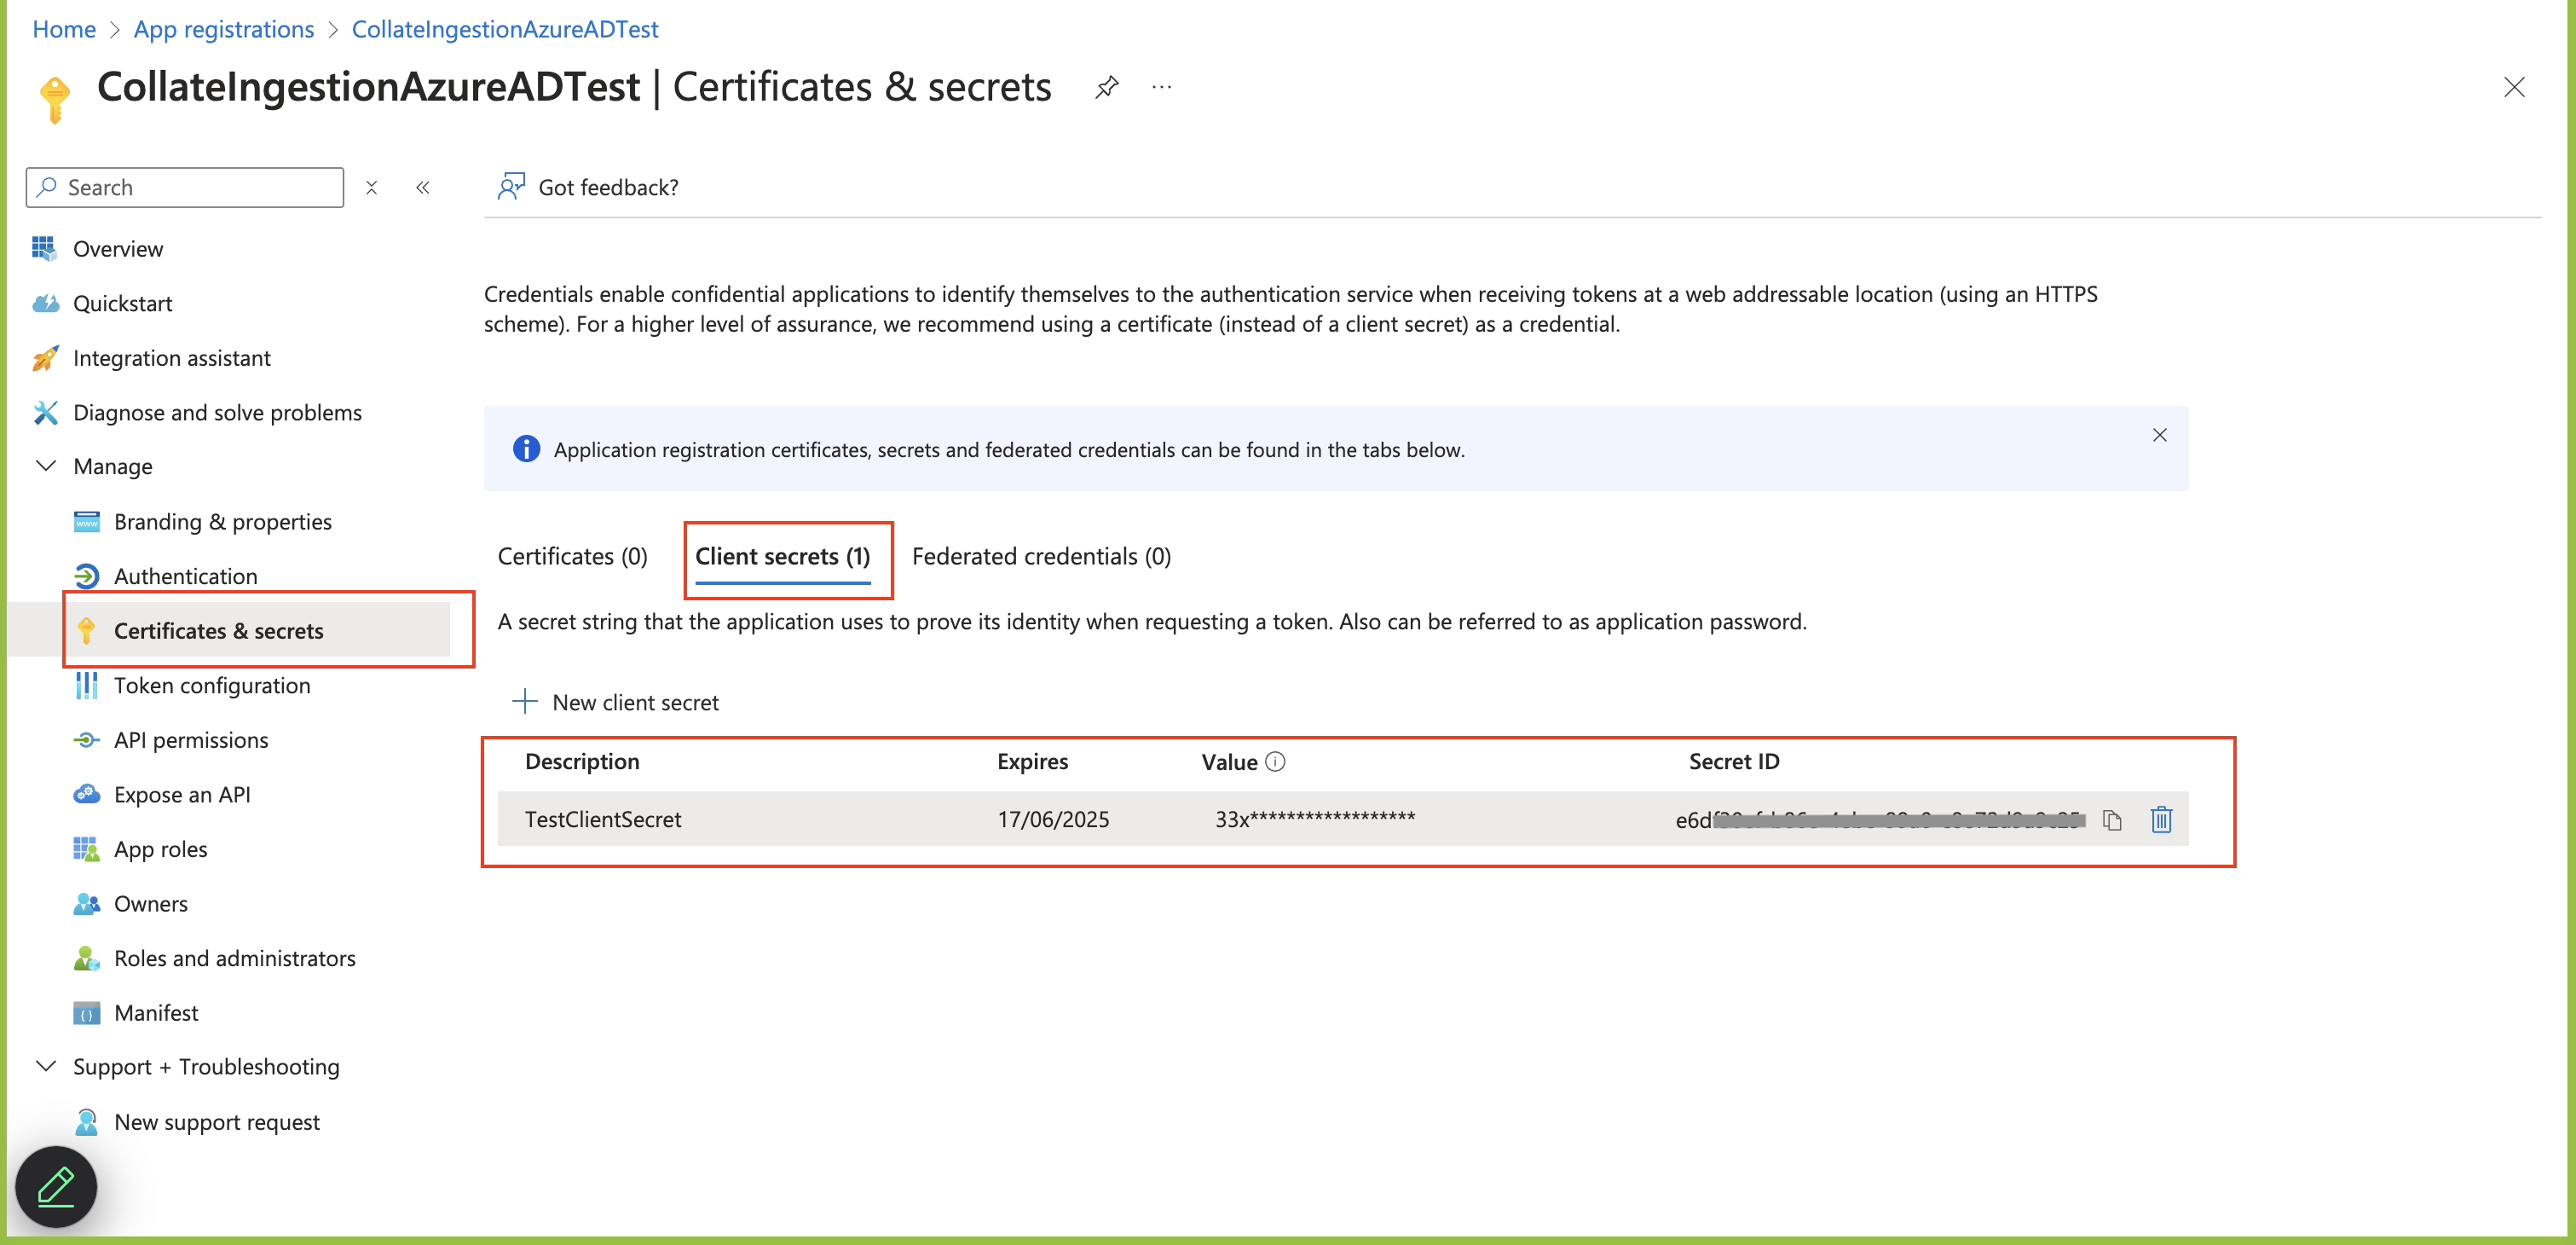 Home > App registrations > CollateIngestionAzureADTest
CollateIngestionAzureADTest | Certificates & secrets
Search
Got feedback?
Overview
Quickstart
Integration assistant
Diagnose and solve problems
Manage
Branding & properties
Authentication
Certificates & secrets
Token configuration
API permissions
Expose an API
App roles
Owners
Roles and administrators
Manifest
Support + Troubleshooting
New support request
Credentials enable confidential applications to identify themselves to the authentication service when receiving tokens at a web addressable location (using an HTTPS
scheme). For a higher level of assurance, we recommend using a certificate (instead of a client secret) as a credential.
Application registration certificates, secrets and federated credentials can be found in the tabs below.
Certificates (0) Client secrets (1) Federated credentials (0)
A secret string that the application uses to prove its identity when requesting a token. Also can be referred to as application password.
New client secret
Description Expires Value Secret ID
TestClientSecret 17/06/2025 33x****************** e6d